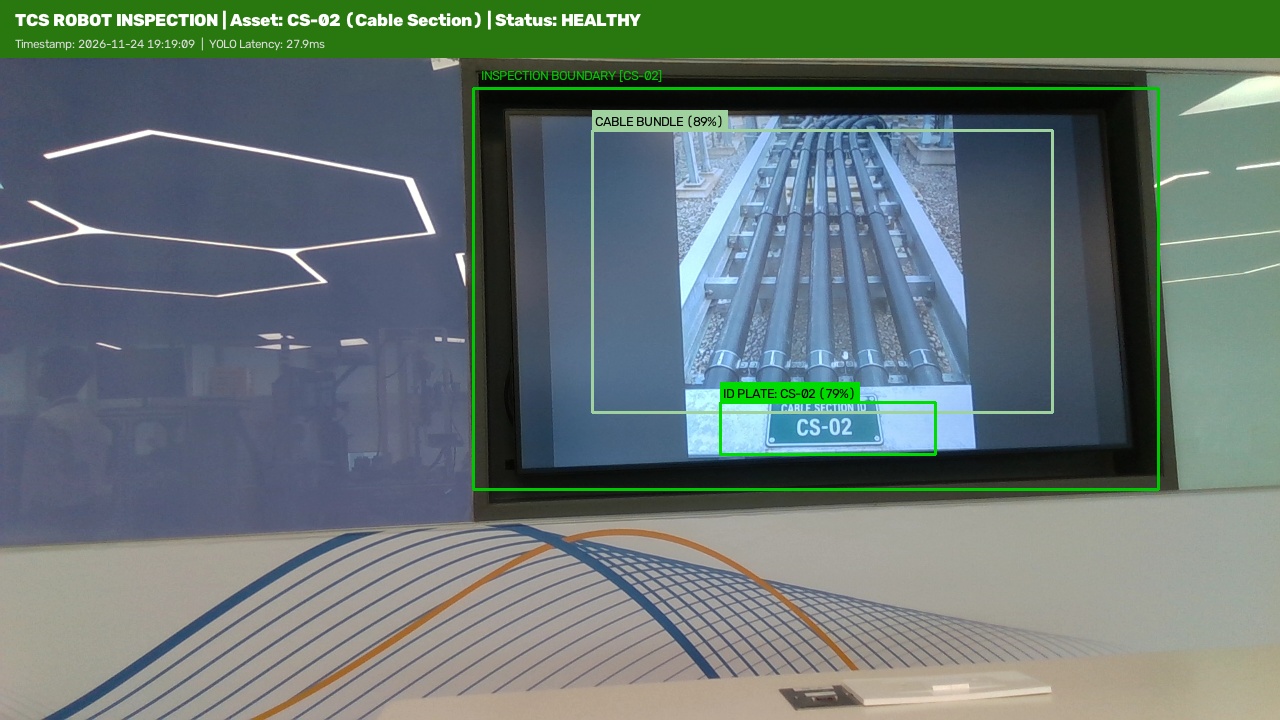 TCS ROBOT INSPECTION | Asset: CS-02 (Cable Section) | Status: HEALTHY
Timestamp: 2026-11-24 19:19:09 | YOLO Latency: 27.9ms
INSPECTION BOUNDARY [CS-02]
CABLE BUNDLE (89%)
ID PLATE: CS-02 (79%)
CABLE SECTION ID
CS-02